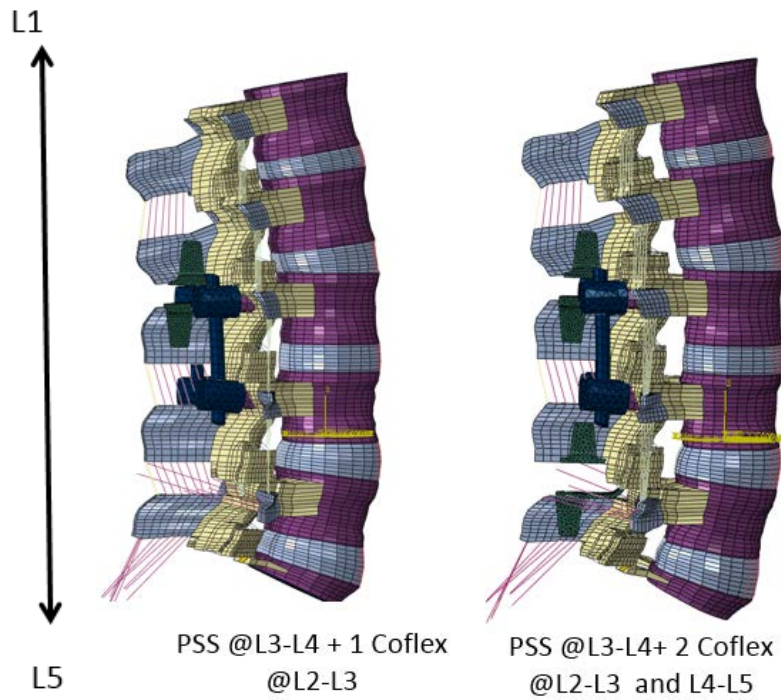 L1
L5
PSS @L3-L4 + 1 Coflex
@L2-L3
PSS @L3-L4+ 2 Coflex
@L2-L3 and L4-L5